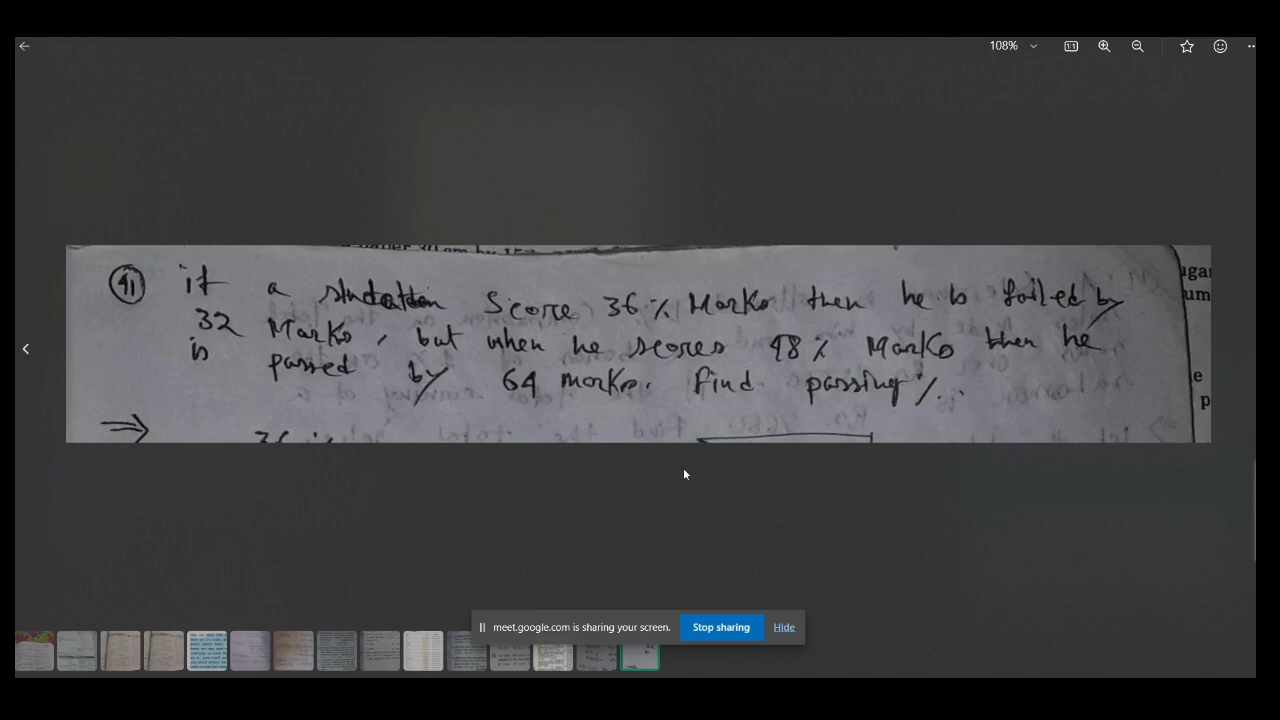 108%
41 if a student Score 36% Marks then he is failed by
32 Marks, but when he scores 48% Marks then he
is passed by 64 marks. Find passing %...
⇒
meet.google.com is sharing your screen. Stop sharing Hide